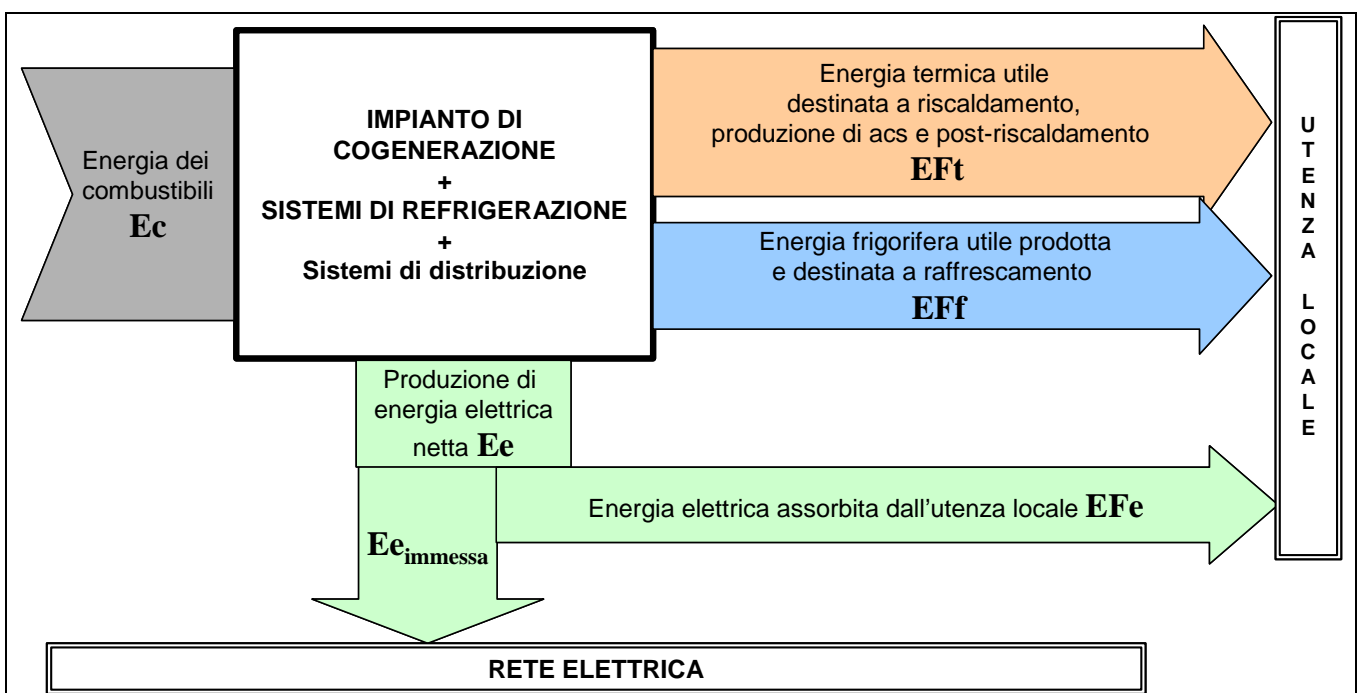 Energia dei
combustibili
Ec
IMPIANTO DI
COGENERAZIONE
+
SISTEMI DI REFRIGERAZIONE
+
Sistemi di distribuzione
Energia termica utile
destinata a riscaldamento,
produzione di acs e post-riscaldamento
EFt
Energia frigorifera utile prodotta
e destinata a raffrescamento
EFf
Produzione di
energia elettrica
netta Ee
Energia elettrica assorbita dall'utenza locale EFe
Ee immessa
UTENZA LOCALE
RETE ELETTRICA